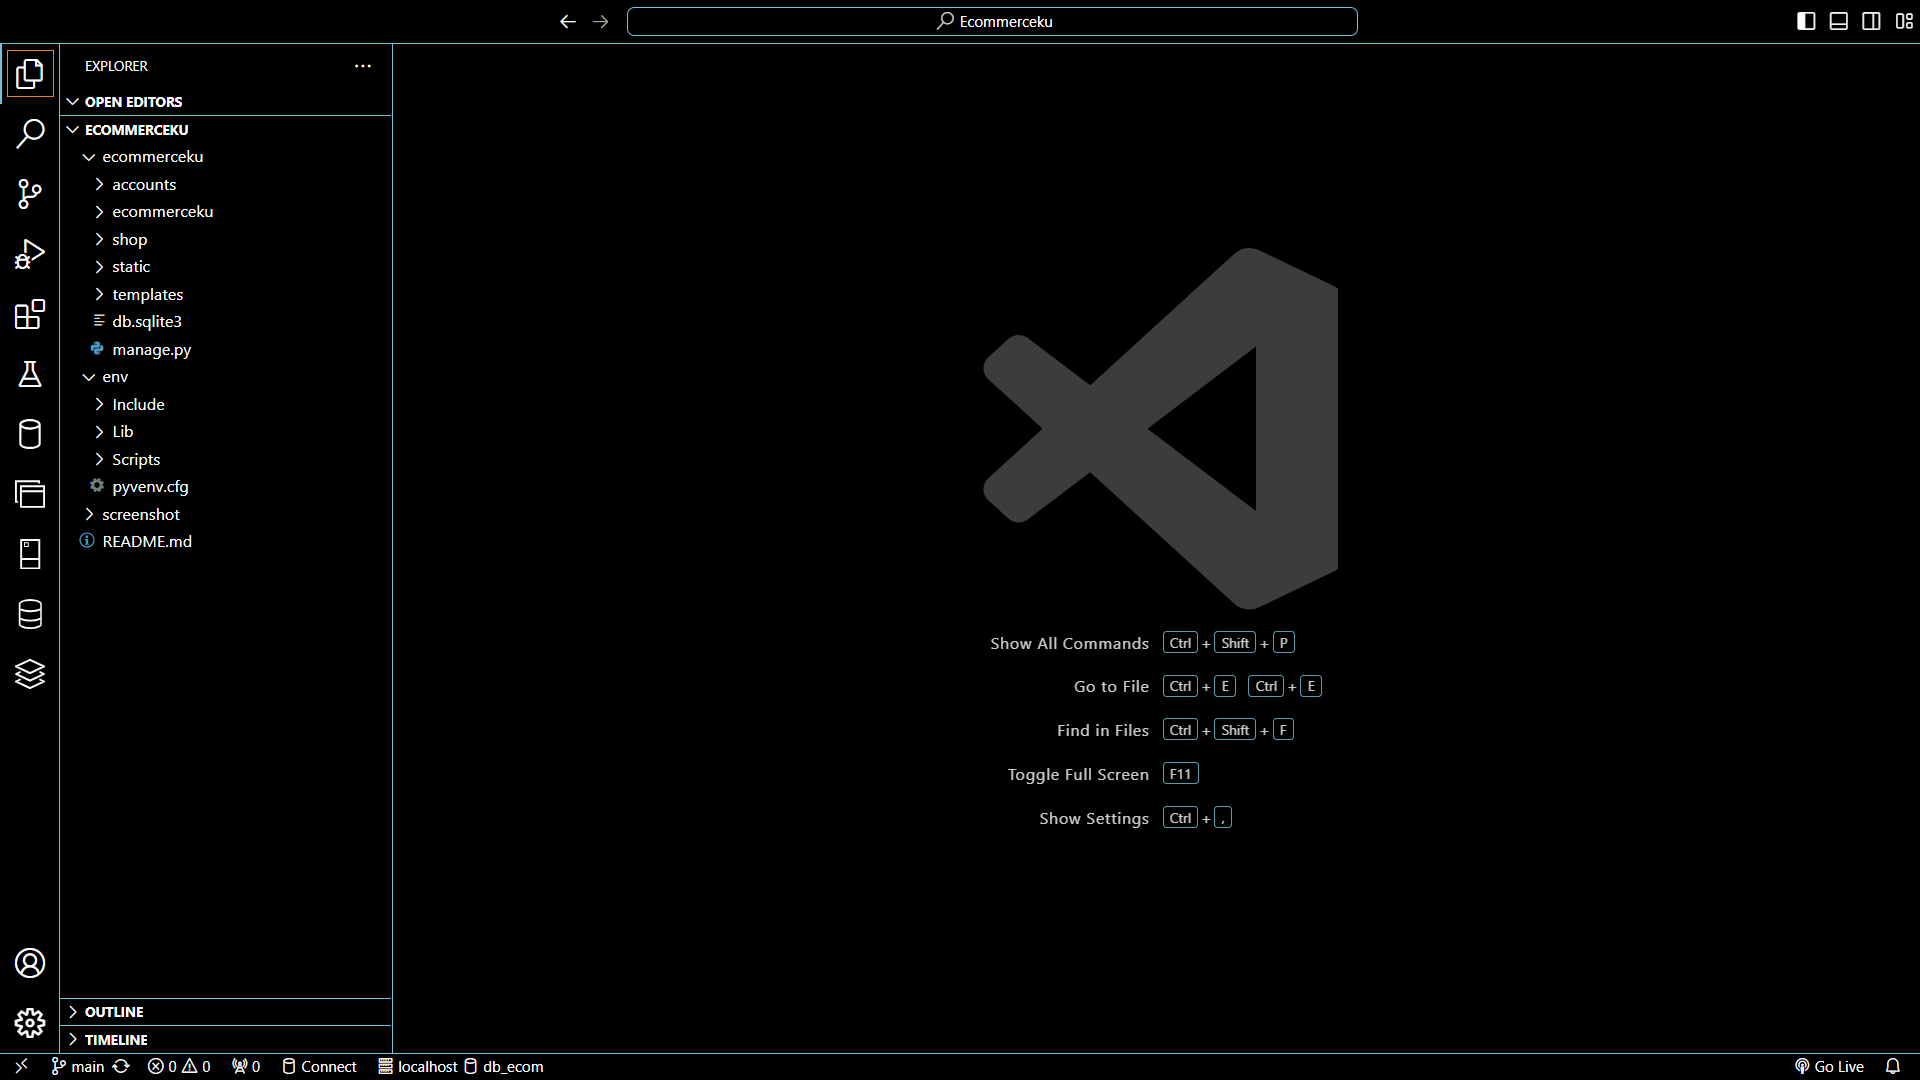 Ecommerceku
EXPLORER
OPEN EDITORS
ECOMMERCEKU
ecommerceku
accounts
ecommerceku
shop
static
templates
db.sqlite3
manage.py
env
Include
Lib
Scripts
pyvenv.cfg
screenshot
README.md
Show All Commands Ctrl + Shift + P
Go to File Ctrl + E Ctrl + E
Find in Files Ctrl + Shift + F
Toggle Full Screen F11
Show Settings Ctrl + ,
OUTLINE
TIMELINE
main 0 0 0 Connect localhost db_ecom Go Live